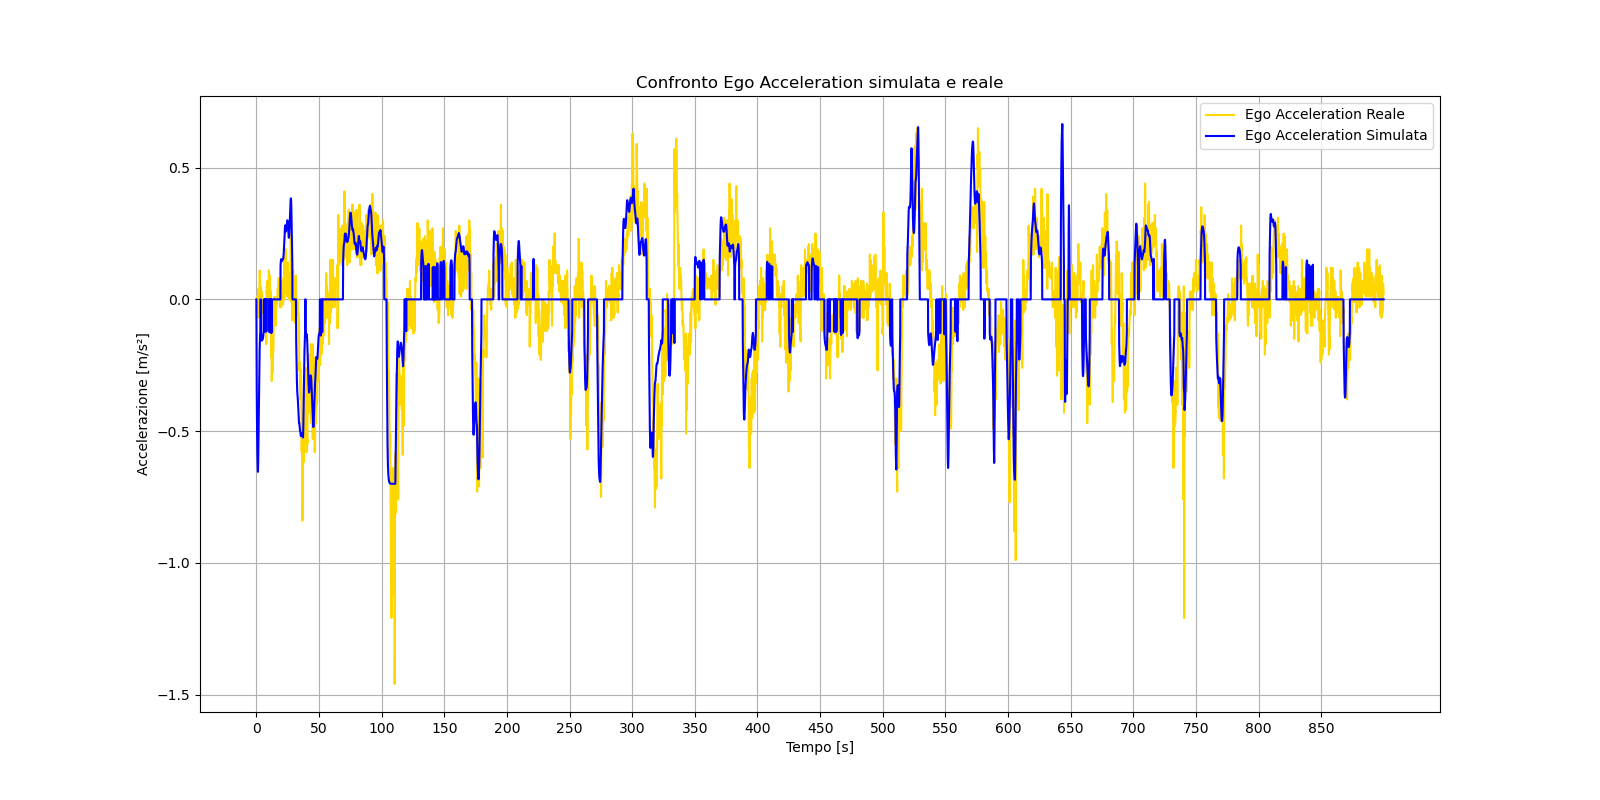 Confronto Ego Acceleration simulata e reale
Ego Acceleration Reale
Ego Acceleration Simulata
Accelerazione [m/s²]
0.5
0.0
−0.5
−1.0
−1.5
0 50 100 150 200 250 300 350 400 450 500 550 600 650 700 750 800 850
Tempo [s]